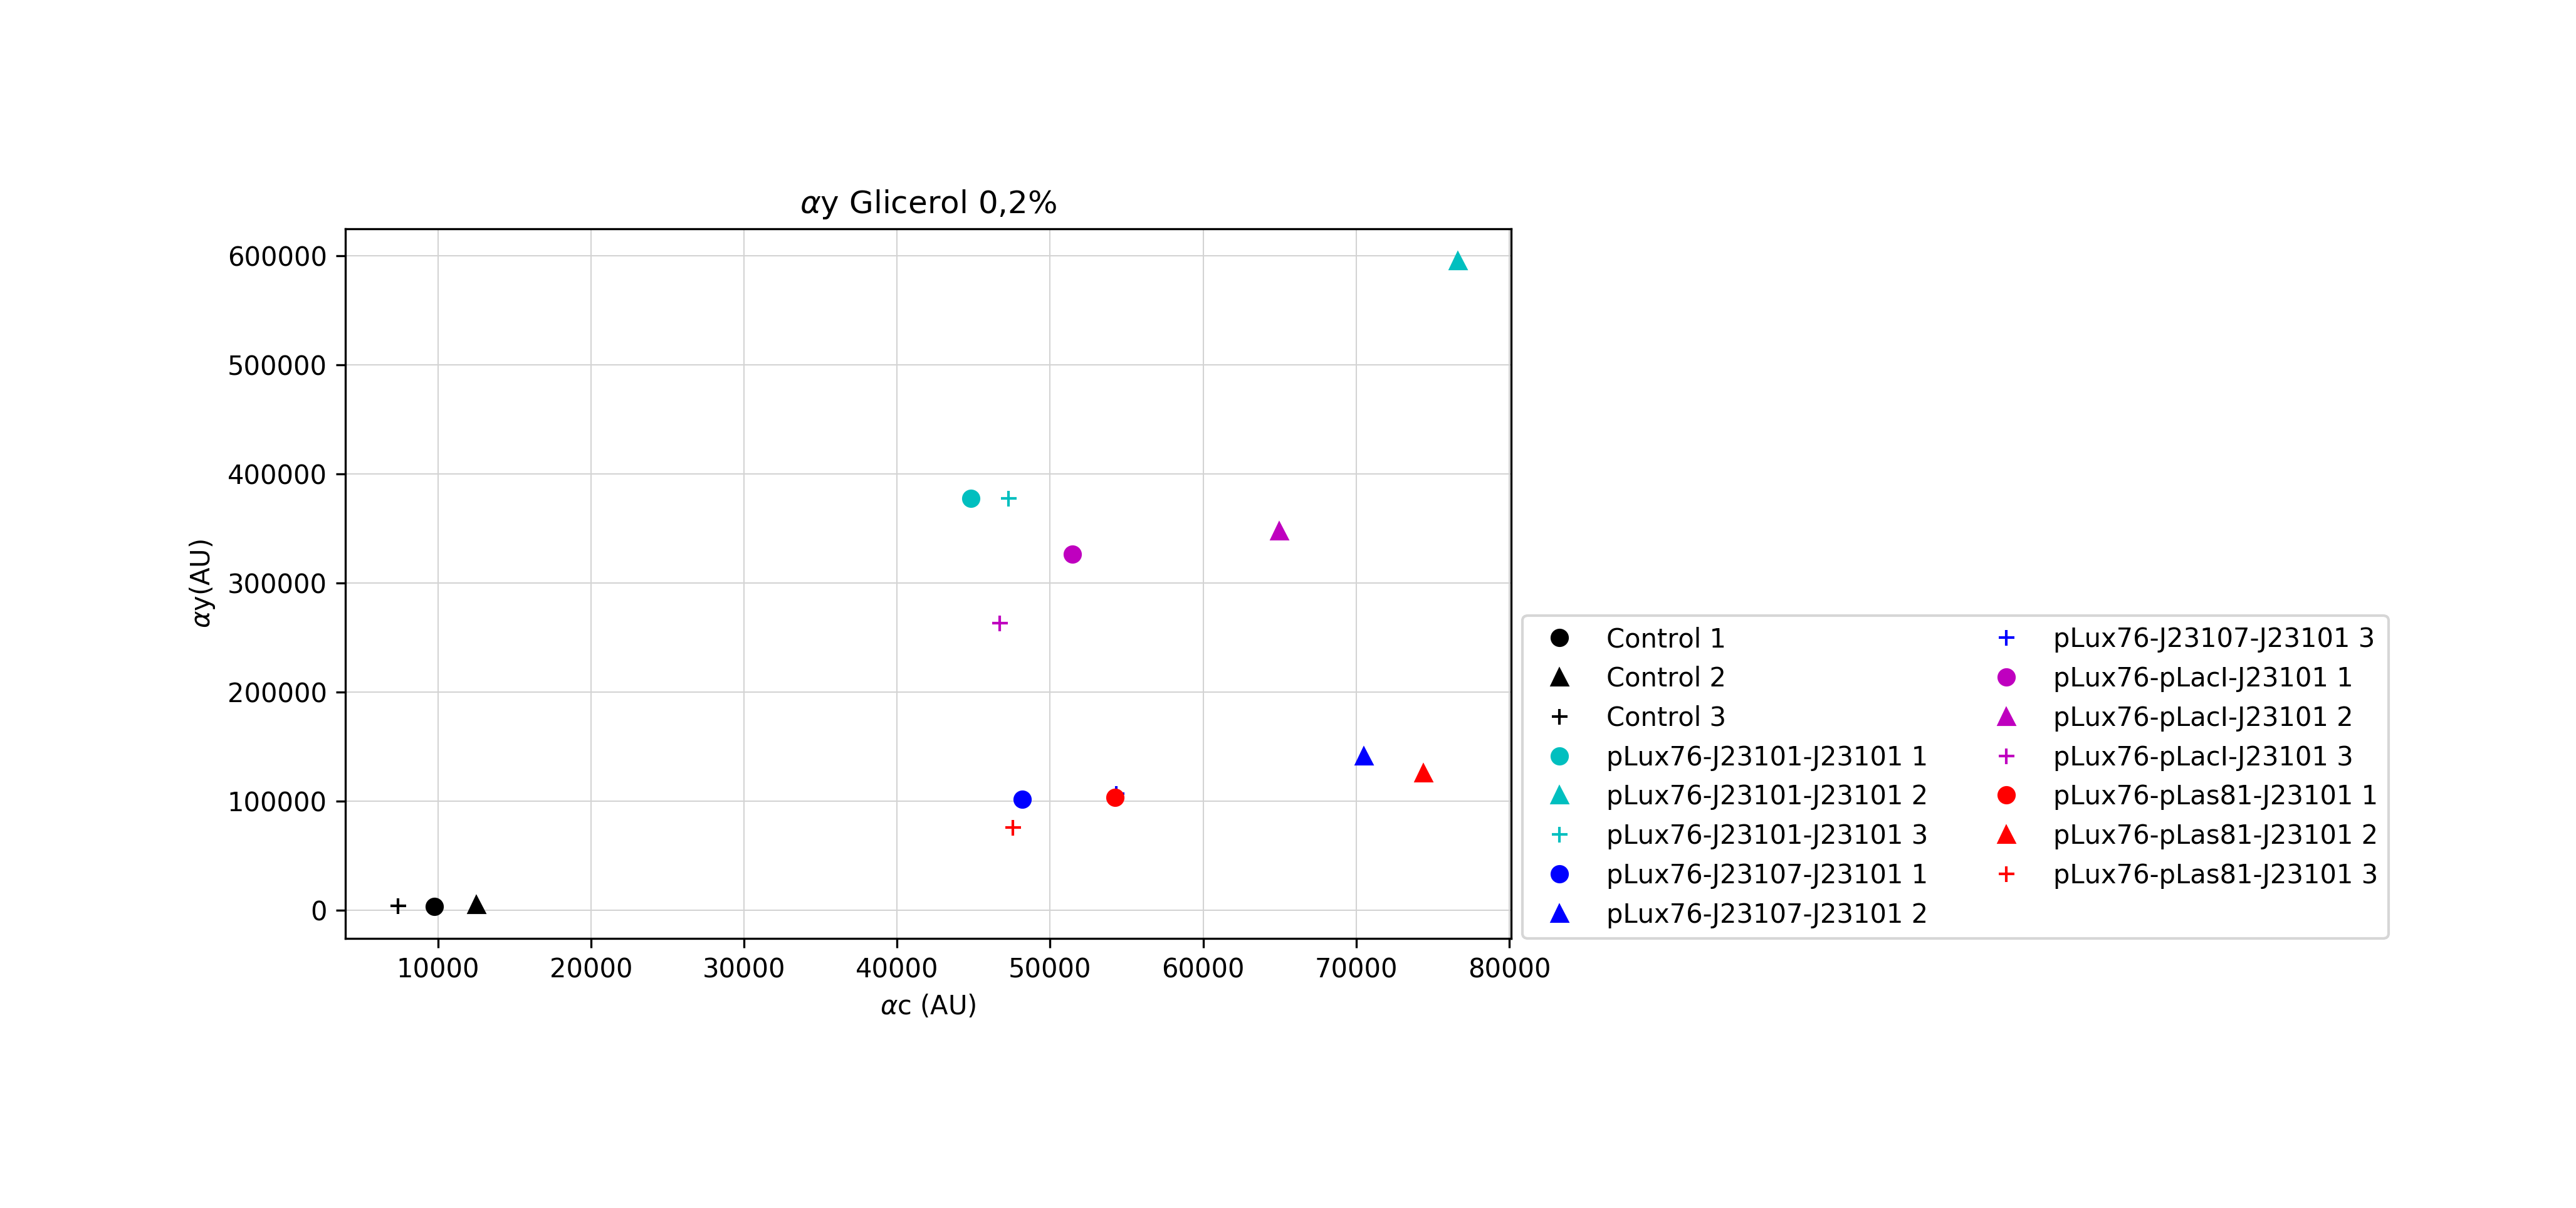 αy Glicerol 0,2%
600000
500000
400000
300000
200000
100000
0
αy(AU)
10000 20000 30000 40000 50000 60000 70000 80000
αc (AU)
Control 1
Control 2
Control 3
pLux76-J23101-J23101 1
pLux76-J23101-J23101 2
pLux76-J23101-J23101 3
pLux76-J23107-J23101 1
pLux76-J23107-J23101 2
pLux76-J23107-J23101 3
pLux76-pLacI-J23101 1
pLux76-pLacI-J23101 2
pLux76-pLacI-J23101 3
pLux76-pLas81-J23101 1
pLux76-pLas81-J23101 2
pLux76-pLas81-J23101 3